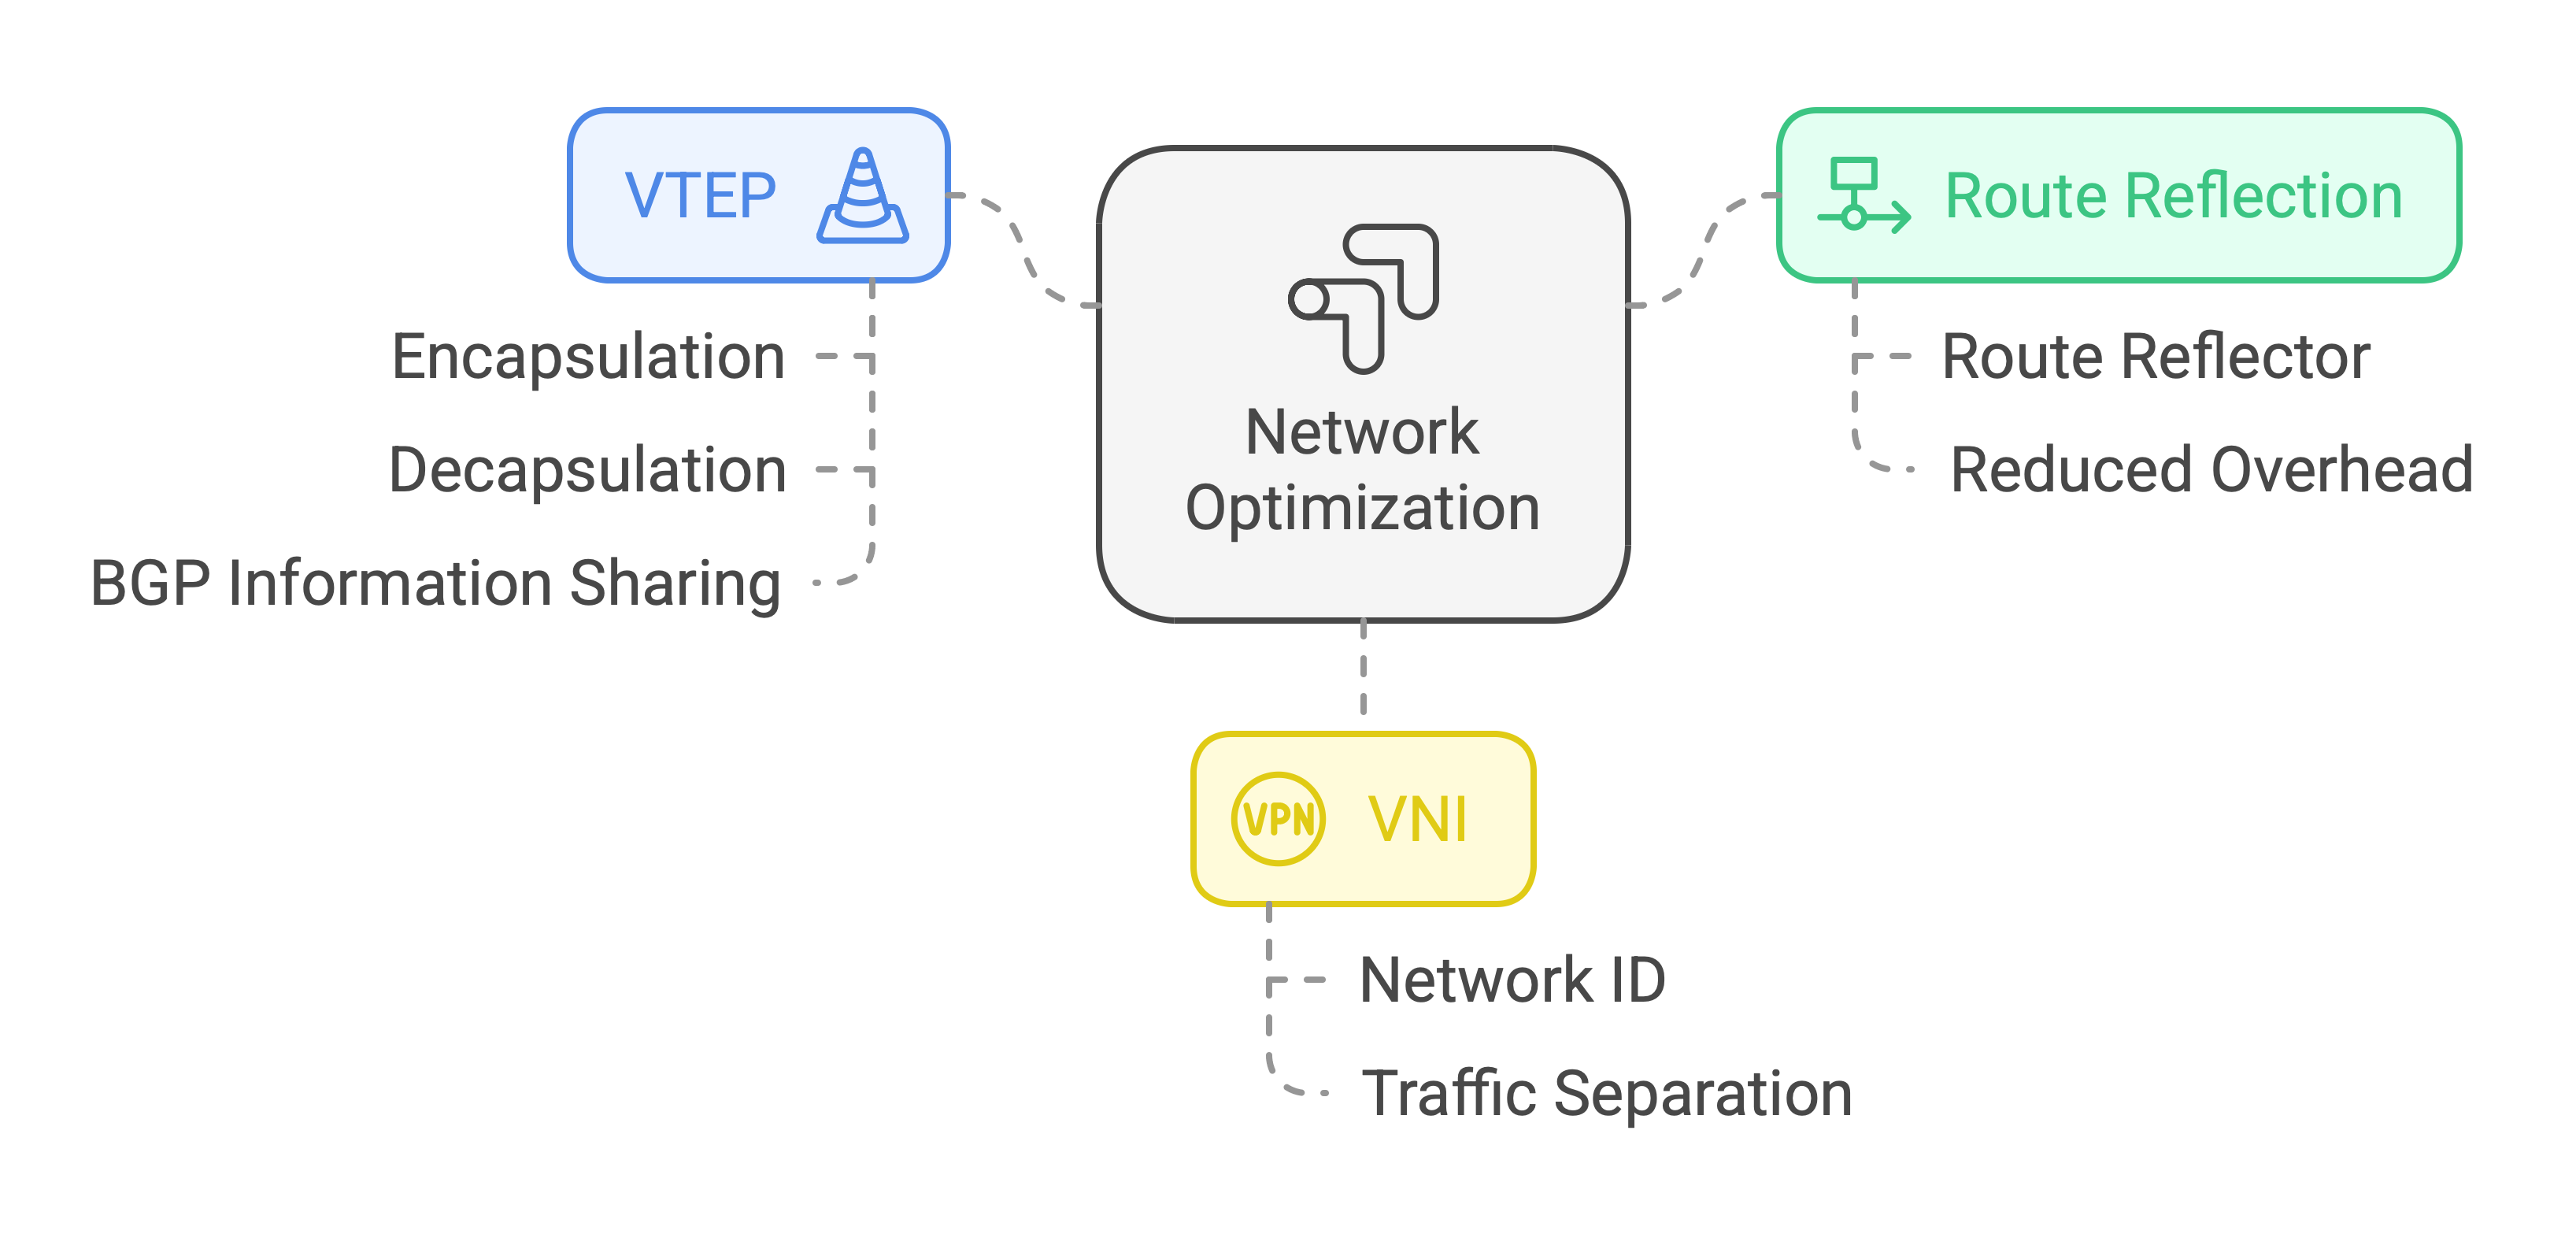 VTEP
Encapsulation
Decapsulation
BGP Information Sharing
Network
Optimization
Route Reflection
Route Reflector
Reduced Overhead
VPN
VNI
Network ID
Traffic Separation